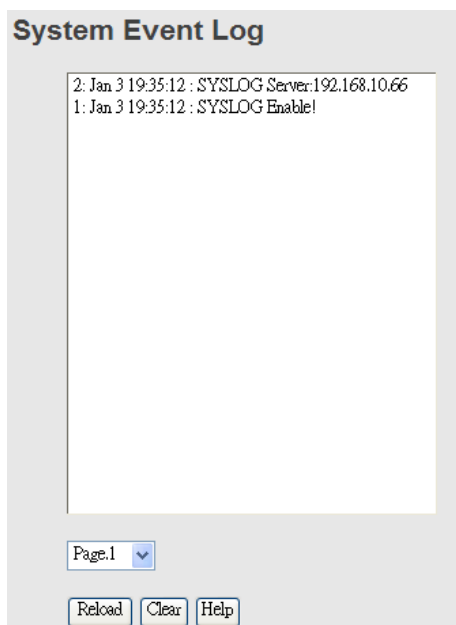 System Event Log
2: Jan 3 19:35:12 : SYSLOG Server:192.168.10.66
1: Jan 3 19:35:12 : SYSLOG Enable!
Page.1
Reload Clear Help